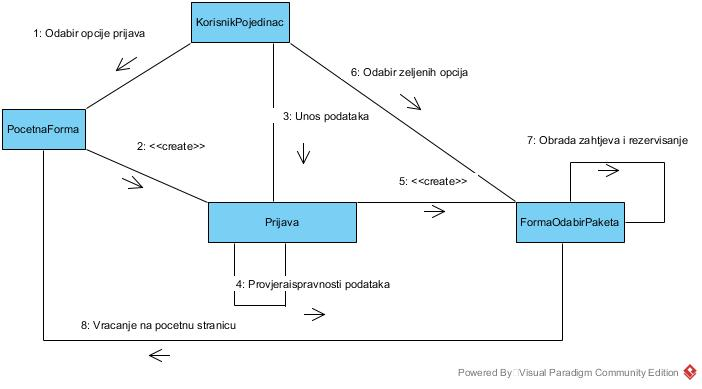 KorisnikPojedinac
1: Odabir opcije prijava
6: Odabir zeljenih opcija
PocetnaForma
3: Unos podataka
2: <<create>>
7: Obrada zahtjeva i rezervisanje
5: <<create>>
Prijava
FormaOdabirPaketa
4: Provjeraispravnosti podataka
8: Vracanje na pocetnu stranicu
Powered By Visual Paradigm Community Edition